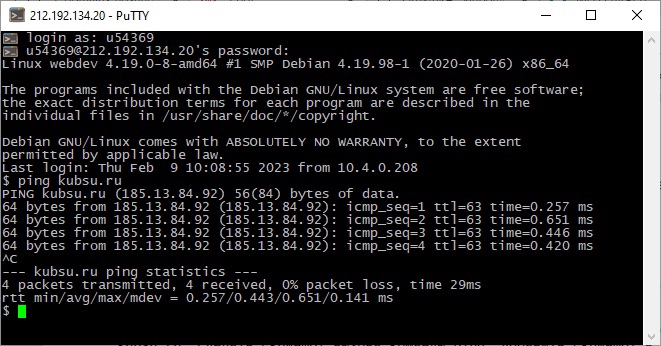 212.192.134.20 - PuTTY
login as: u54369
u54369@212.192.134.20's password:
Linux webdev 4.19.0-8-amd64 #1 SMP Debian 4.19.98-1 (2020-01-26) x86_64
The programs included with the Debian GNU/Linux system are free software;
the exact distribution terms for each program are described in the
individual files in /usr/share/doc/*/copyright.
Debian GNU/Linux comes with ABSOLUTELY NO WARRANTY, to the extent
permitted by applicable law.
Last login: Thu Feb  9 10:08:55 2023 from 10.4.0.208
$ ping kubsu.ru
PING kubsu.ru (185.13.84.92) 56(84) bytes of data.
64 bytes from 185.13.84.92 (185.13.84.92): icmp_seq=1 ttl=63 time=0.257 ms
64 bytes from 185.13.84.92 (185.13.84.92): icmp_seq=2 ttl=63 time=0.651 ms
64 bytes from 185.13.84.92 (185.13.84.92): icmp_seq=3 ttl=63 time=0.446 ms
64 bytes from 185.13.84.92 (185.13.84.92): icmp_seq=4 ttl=63 time=0.420 ms
^C
--- kubsu.ru ping statistics ---
4 packets transmitted, 4 received, 0% packet loss, time 29ms
rtt min/avg/max/mdev = 0.257/0.443/0.651/0.141 ms
$